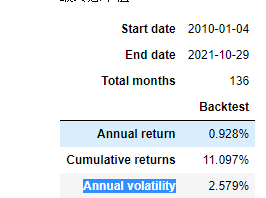 Start date 2010-01-04
End date 2021-10-29
Total months 136
Backtest
Annual return 0.928%
Cumulative returns 11.097%
Annual volatility 2.579%